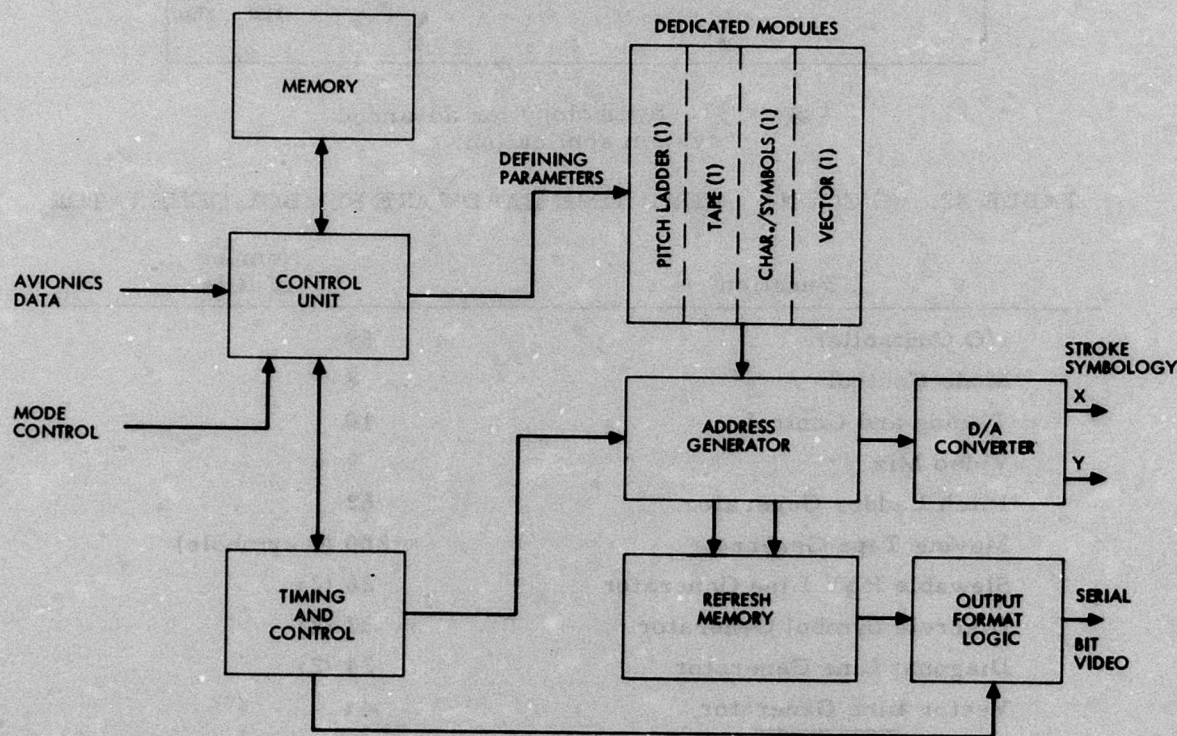 DEDICATED MODULES
MEMORY
PITCH LADDER (1)
TAPE (1)
CHAR./SYMBOLS (1)
VECTOR (1)
DEFINING
PARAMETERS
AVIONICS
DATA
CONTROL
UNIT
MODE
CONTROL
STROKE
SYMBOLOGY
X
Y
ADDRESS
GENERATOR
D/A
CONVERTER
TIMING
AND
CONTROL
REFRESH
MEMORY
OUTPUT
FORMAT
LOGIC
SERIAL
BIT
VIDEO